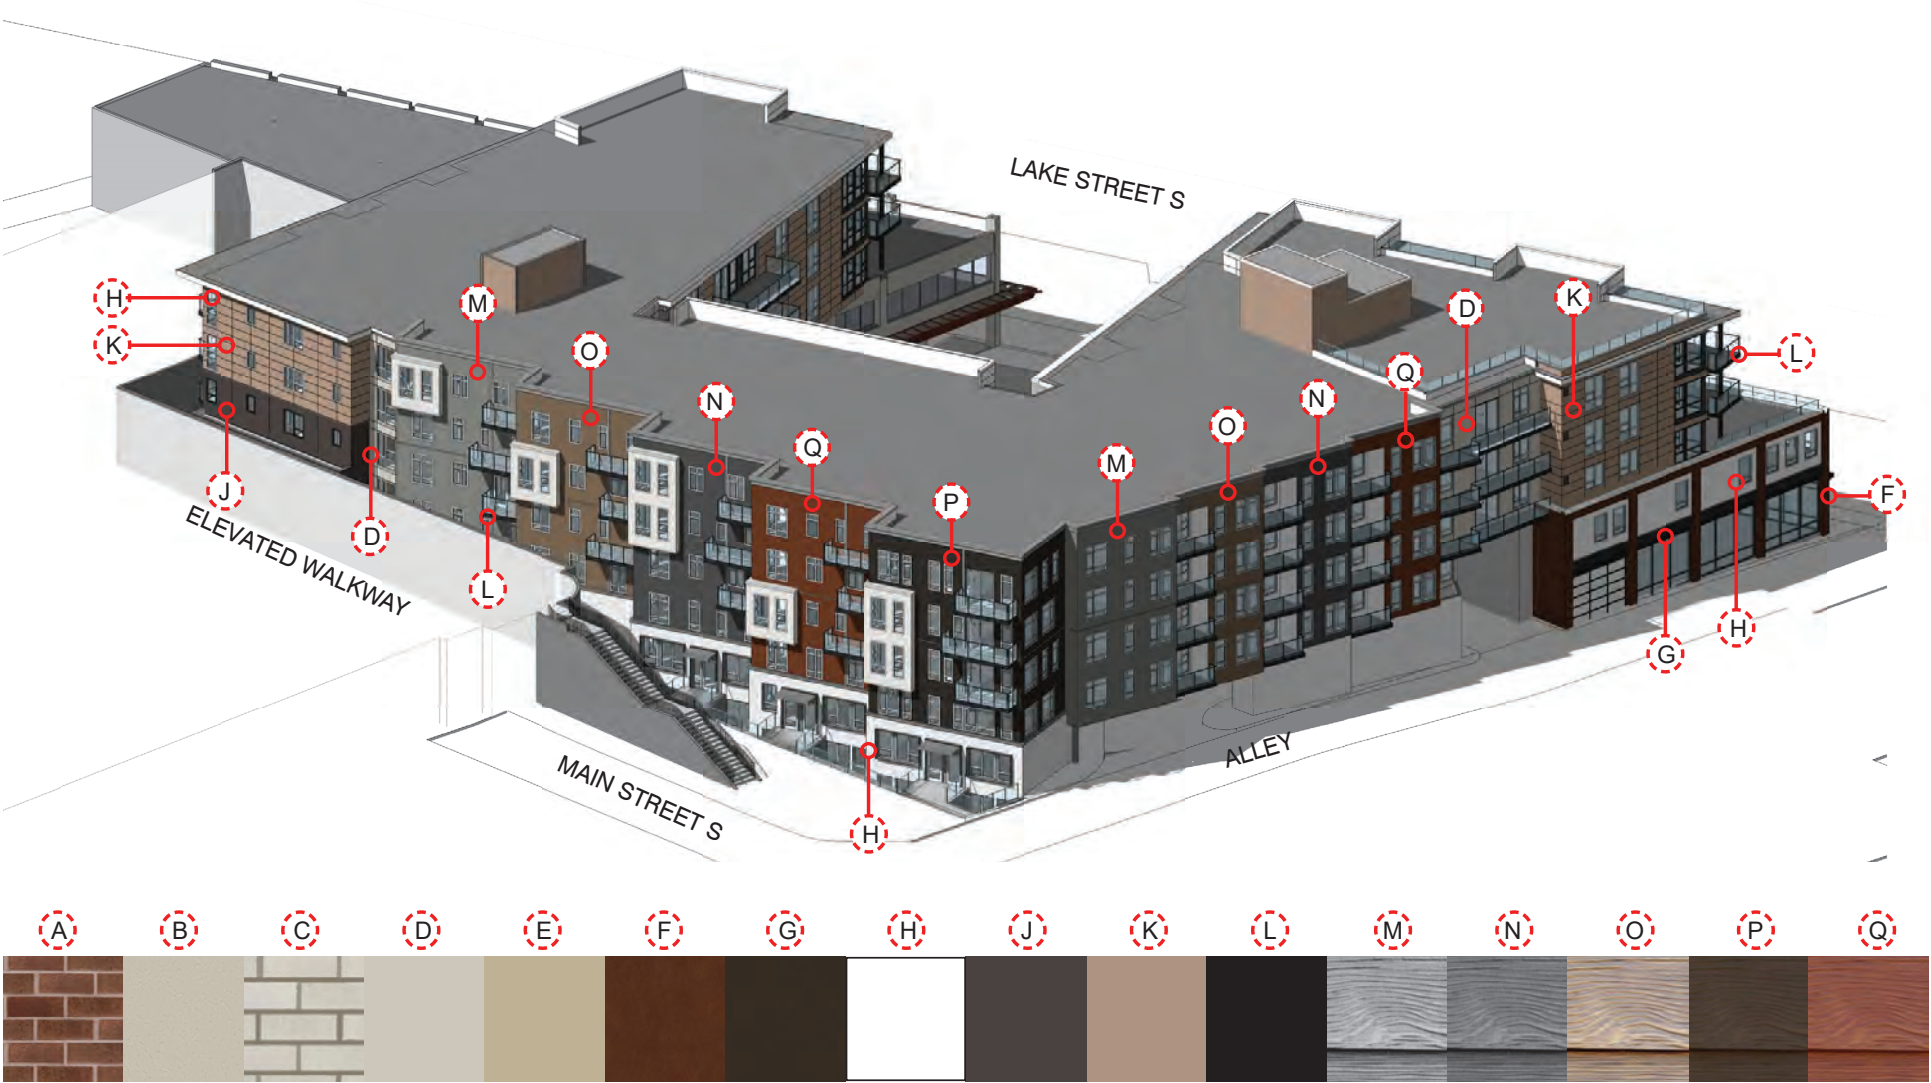 LAKE STREET S
H
M
D
K
K
O
Q
L
N
N
Q
O
M
J
P
F
D
L
ELEVATED WALKWAY
H
G
ALLEY
MAIN STREET S
H
A B C D E F G H J K L M N O P Q